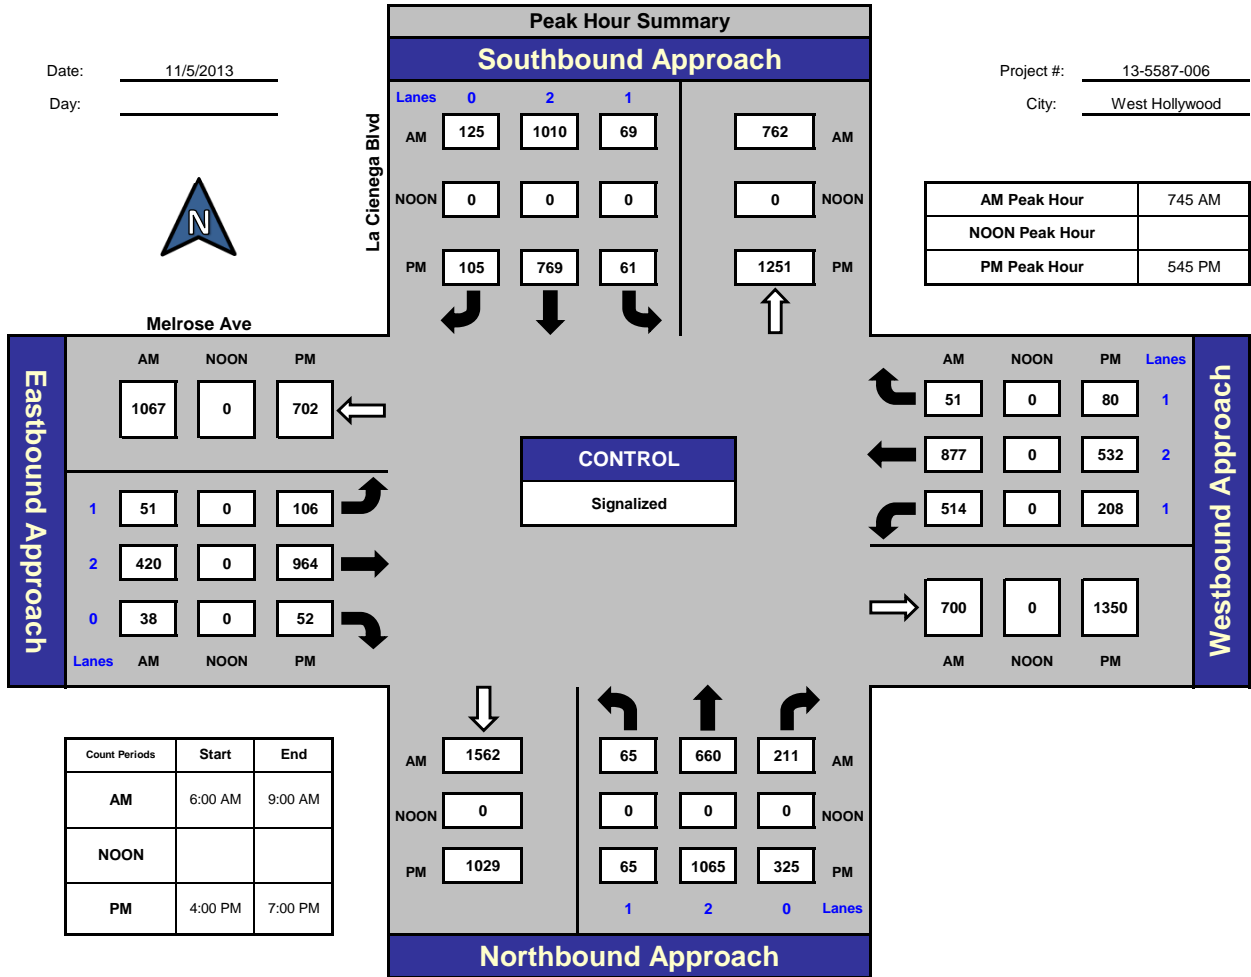 Peak Hour Summary
Southbound Approach
Date: 11/5/2013
Day:
Project #: 13-5587-006
City: West Hollywood
N
La Cienega Blvd
Lanes 0 2 1
AM 125 1010 69 762 AM
NOON 0 0 0 0 NOON
PM 105 769 61 1251 PM
AM Peak Hour 745 AM
NOON Peak Hour
PM Peak Hour 545 PM
Melrose Ave
Eastbound Approach
AM NOON PM
1067 0 702
1 51 0 106
2 420 0 964
0 38 0 52
Lanes AM NOON PM
CONTROL
Signalized
AM NOON PM Lanes
51 0 80 1
877 0 532 2
514 0 208 1
700 0 1350
AM NOON PM
Westbound Approach
Count Periods Start End
AM 6:00 AM 9:00 AM
NOON
PM 4:00 PM 7:00 PM
AM 1562 65 660 211 AM
NOON 0 0 0 0 NOON
PM 1029 65 1065 325 PM
1 2 0 Lanes
Northbound Approach